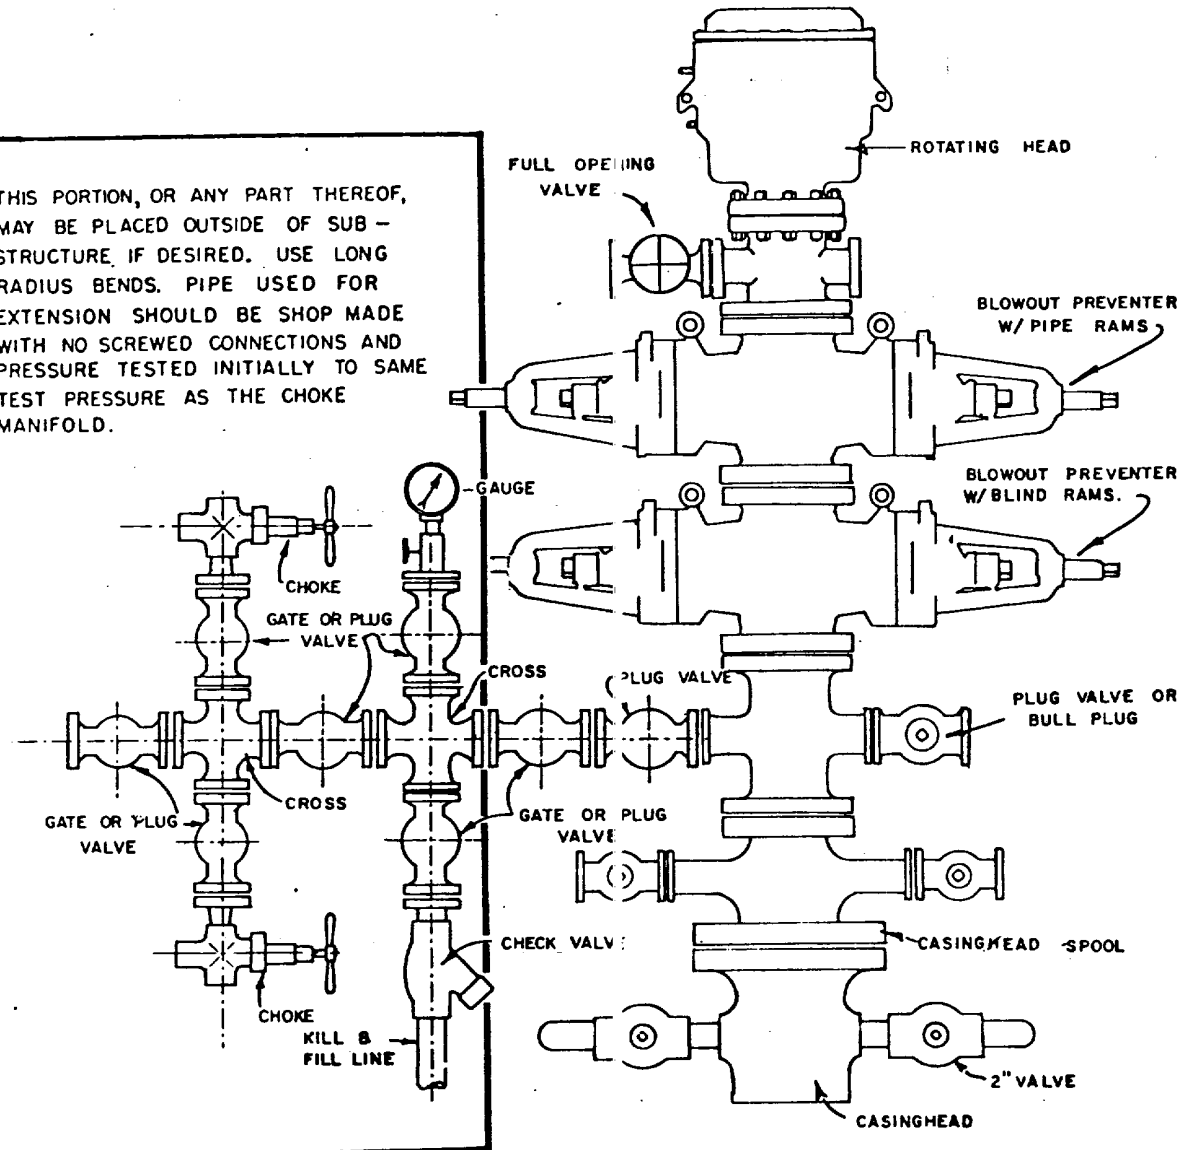 THIS PORTION, OR ANY PART THEREOF,
MAY BE PLACED OUTSIDE OF SUB –
STRUCTURE IF DESIRED. USE LONG
RADIUS BENDS. PIPE USED FOR
EXTENSION SHOULD BE SHOP MADE
WITH NO SCREWED CONNECTIONS AND
PRESSURE TESTED INITIALLY TO SAME
TEST PRESSURE AS THE CHOKE
MANIFOLD.
ROTATING HEAD
FULL OPENING
VALVE
BLOWOUT PREVENTER
W/ PIPE RAMS
BLOWOUT PREVENTER
W/BLIND RAMS.
GAUGE
CHOKE
GATE OR PLUG
VALVE
CROSS
PLUG VALVE
PLUG VALVE OR
BULL PLUG
CROSS
GATE OR PLUG
VALVE
GATE OR PLUG
VALVE
CHECK VALVE
CASINGHEAD SPOOL
CHOKE
KILL &
FILL LINE
2" VALVE
CASINGHEAD